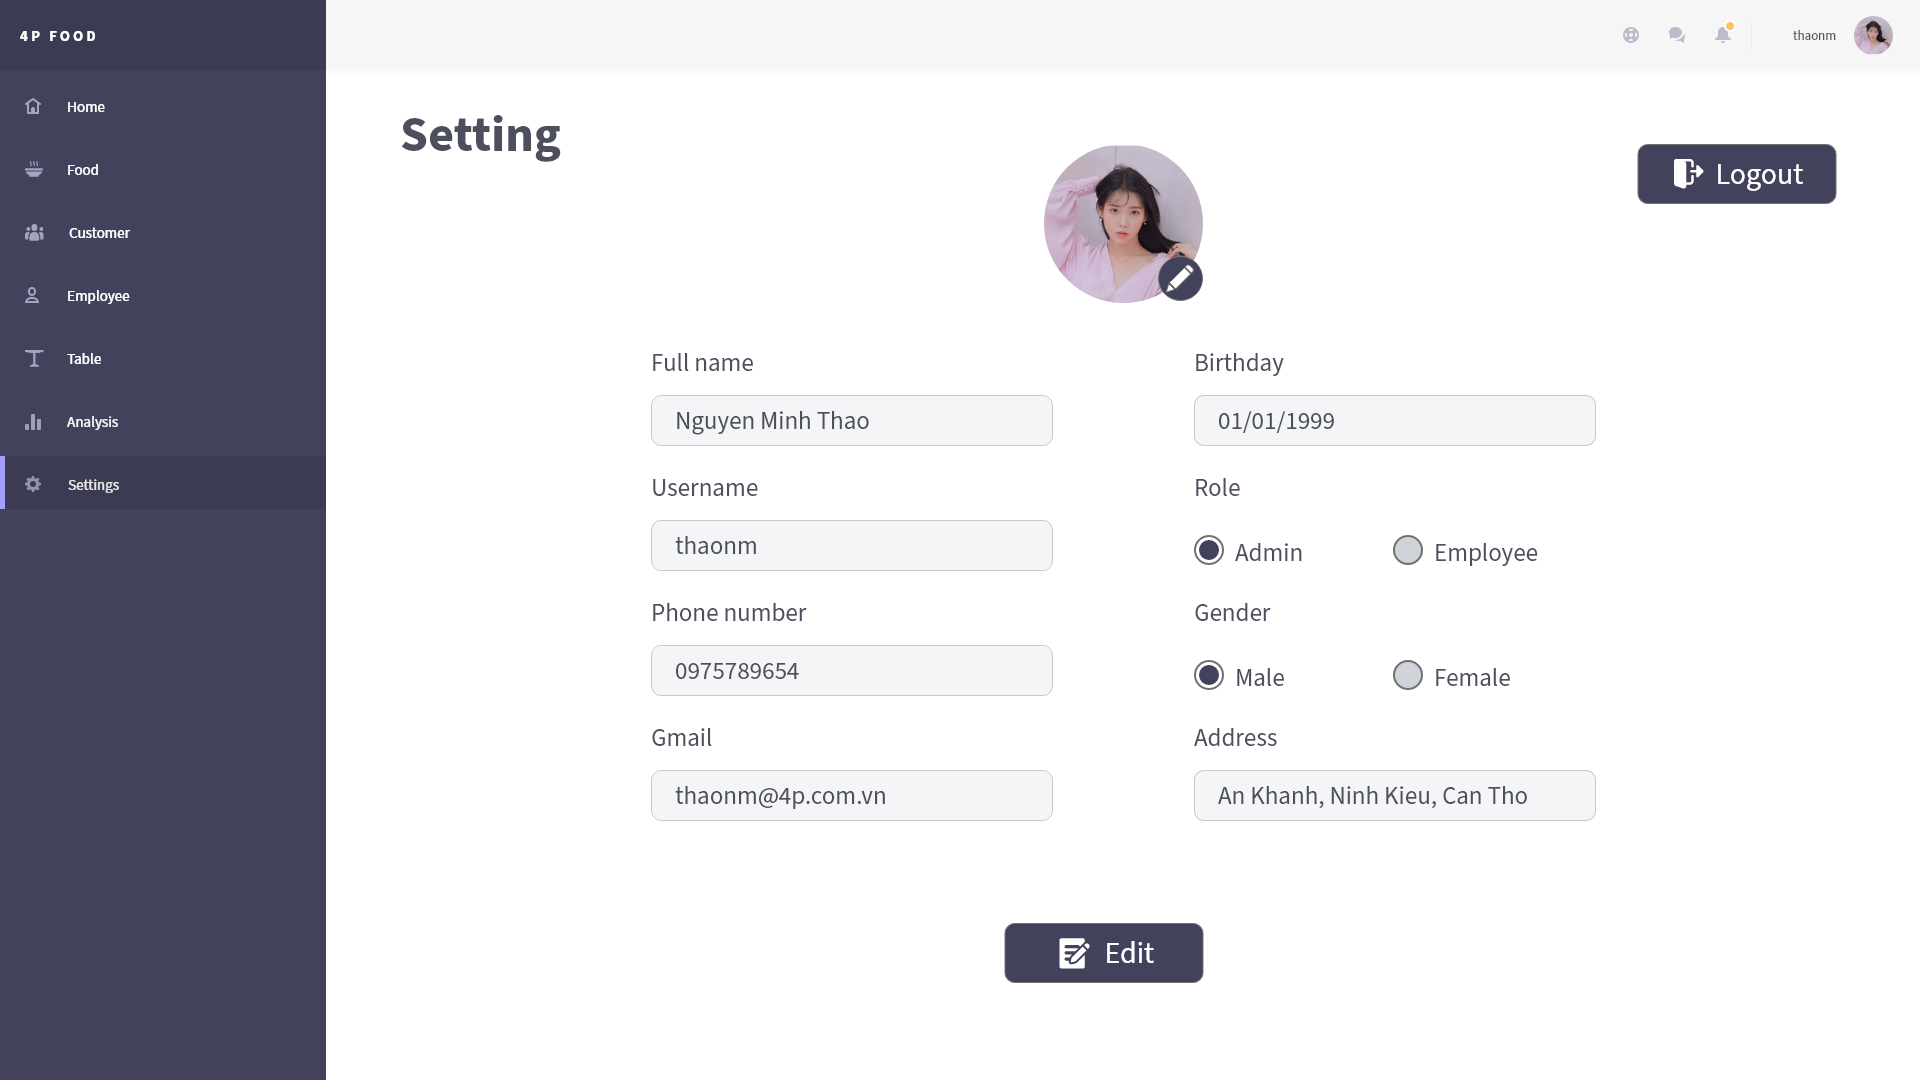 4P FOOD
thaonm
Home
Food
Customer
Employee
Table
Analysis
Settings
Setting
Logout
Full name
Nguyen Minh Thao
Birthday
01/01/1999
Username
thaonm
Role
Admin
Employee
Phone number
0975789654
Gender
Male
Female
Gmail
thaonm@4p.com.vn
Address
An Khanh, Ninh Kieu, Can Tho
Edit